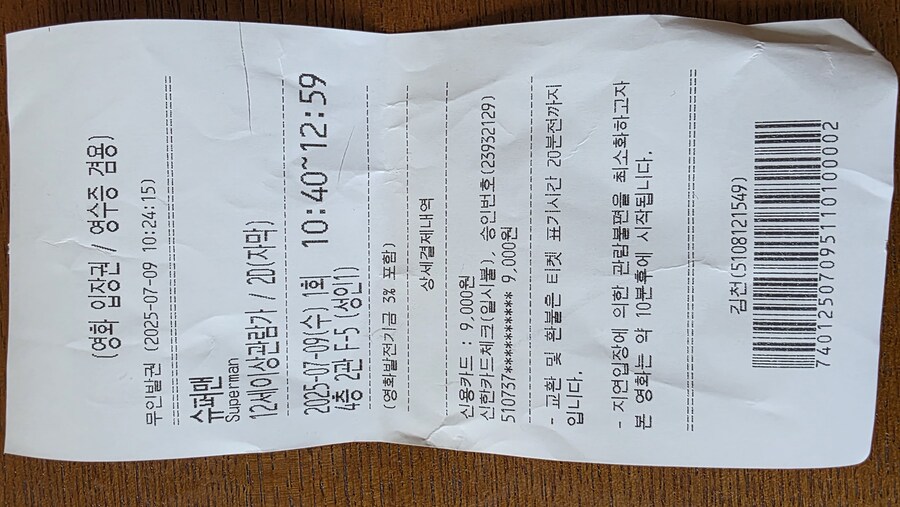 (영화 입장권 / 영수증 겸용)
무인발권 (2025-07-09 10:24:15)
슈퍼맨
Superman
12세이상관람가 / 2D(자막)
2025-07-09(수) 1회 10:40~12:59
4층 2관 F-5 (성인1)
(영화발전기금 3% 포함)
상세결제내역
신용카드 : 9,000원
신한카드체크(일시불), 승인번호(23932129)
510737********** 9,000원
- 교환 및 환불은 티켓 표기시간 20분전까지
입니다.
- 지연입장에 의한 관람불편을 최소화하고자
본 영화는 약 10분후에 시작됩니다.
김천(5108121549)
74012507095110100002